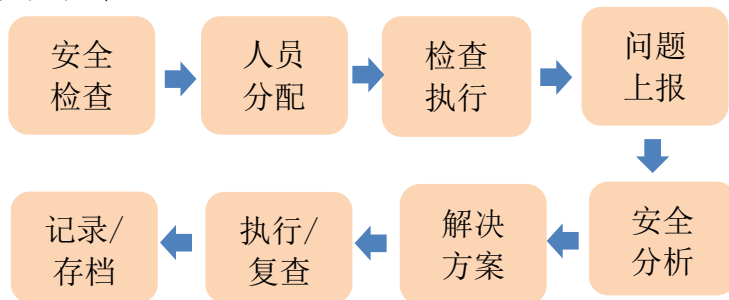 安全
检查
人员
分配
检查
执行
问题
上报
安全
分析
解决
方案
执行/
复查
记录/
存档